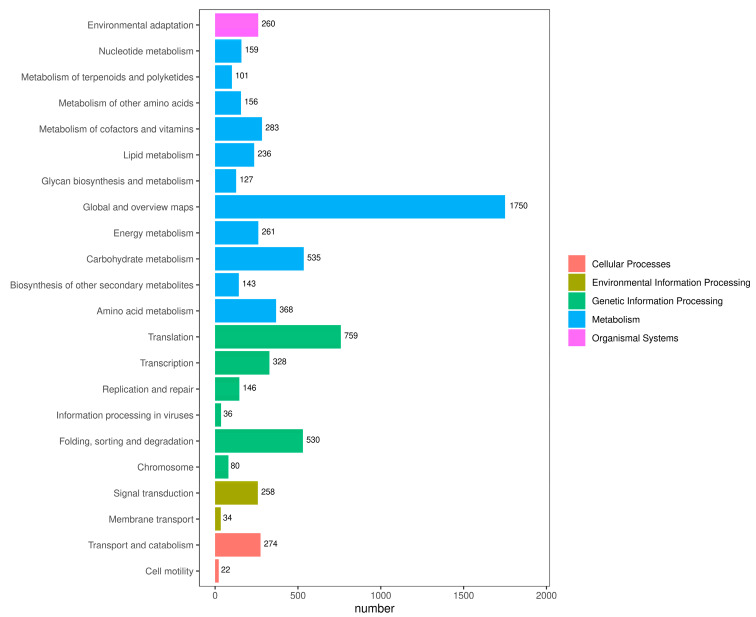 Environmental adaptation 260
Nucleotide metabolism 159
Metabolism of terpenoids and polyketides 101
Metabolism of other amino acids 156
Metabolism of cofactors and vitamins 283
Lipid metabolism 236
Glycan biosynthesis and metabolism 127
Global and overview maps 1750
Energy metabolism 261
Carbohydrate metabolism 535
Biosynthesis of other secondary metabolites 143
Amino acid metabolism 368
Translation 759
Transcription 328
Replication and repair 146
Information processing in viruses 36
Folding, sorting and degradation 530
Chromosome 80
Signal transduction 258
Membrane transport 34
Transport and catabolism 274
Cell motility 22
0 500 1000 1500 2000
number
Cellular Processes
Environmental Information Processing
Genetic Information Processing
Metabolism
Organismal Systems